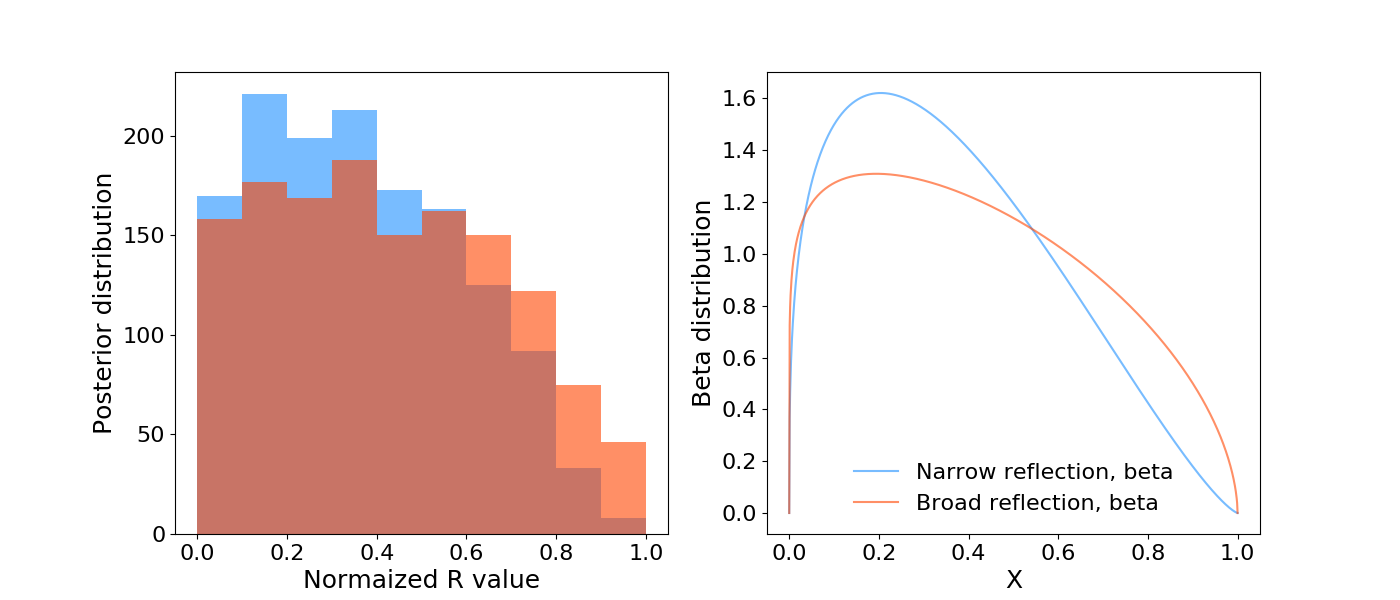 Posterior distribution
200
150
100
50
0
0.0 0.2 0.4 0.6 0.8 1.0
Normaized R value
Beta distribution
1.6
1.4
1.2
1.0
0.8
0.6
0.4
0.2
0.0
Narrow reflection, beta
Broad reflection, beta
0.0 0.2 0.4 0.6 0.8 1.0
X